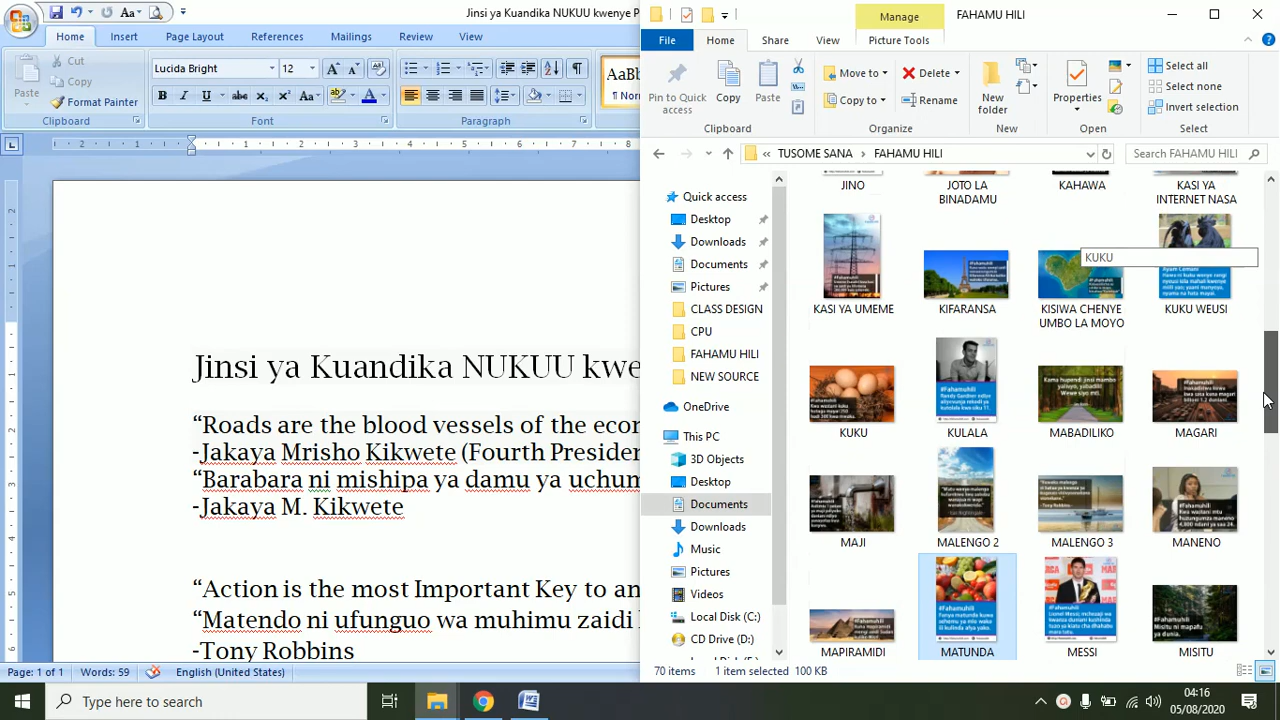 Jinsi ya Kuandika NUKUU kwenye P
Home
Insert
Page Layout
References
Mailings
Review
View
Cut
Copy
Format Painter
Paste
Clipboard
Lucida Bright
12
Font
Paragraph
AaBb
¶ Norm
Jinsi ya Kuandika NUKUU kwe
“Roads are the blood vessels of the econ
-Jakaya Mrisho Kikwete (Fourth Presiden
“Barabara ni mishipa ya damu ya uchum
-Jakaya M. Kikwete
“Action is the most Important Key to an
“Matendo ni ufunguo wa muhimu zaidi k
-Tony Robbins
Page: 1 of 1
Words: 59
English (United States)
Manage
FAHAMU HILI
File
Home
Share
View
Picture Tools
Pin to Quick access
Copy
Paste
Move to
Copy to
Delete
Rename
New folder
Properties
Select all
Select none
Invert selection
Clipboard
Organize
New
Open
Select
TUSOME SANA
FAHAMU HILI
Search FAHAMU HILI
Quick access
Desktop
Downloads
Documents
Pictures
CLASS DESIGN
CPU
FAHAMU HILI
NEW SOURCE
OneDrive
This PC
3D Objects
Desktop
Documents
Downloads
Music
Pictures
Videos
Local Disk (C:)
CD Drive (D:)
JINO
JOTO LA BINADAMU
KAHAWA
KASI YA INTERNET NASA
KUKU
KASI YA UMEME
KIFARANSA
KISIWA CHENYE UMBO LA MOYO
KUKU WEUSI
KUKU
KULALA
MABADILIKO
MAGARI
MAJI
MALENGO 2
MALENGO 3
MANENO
MAPIRAMIDI
MATUNDA
MESSI
MISITU
70 items
1 item selected
100 KB
Type here to search
04:16
05/08/2020